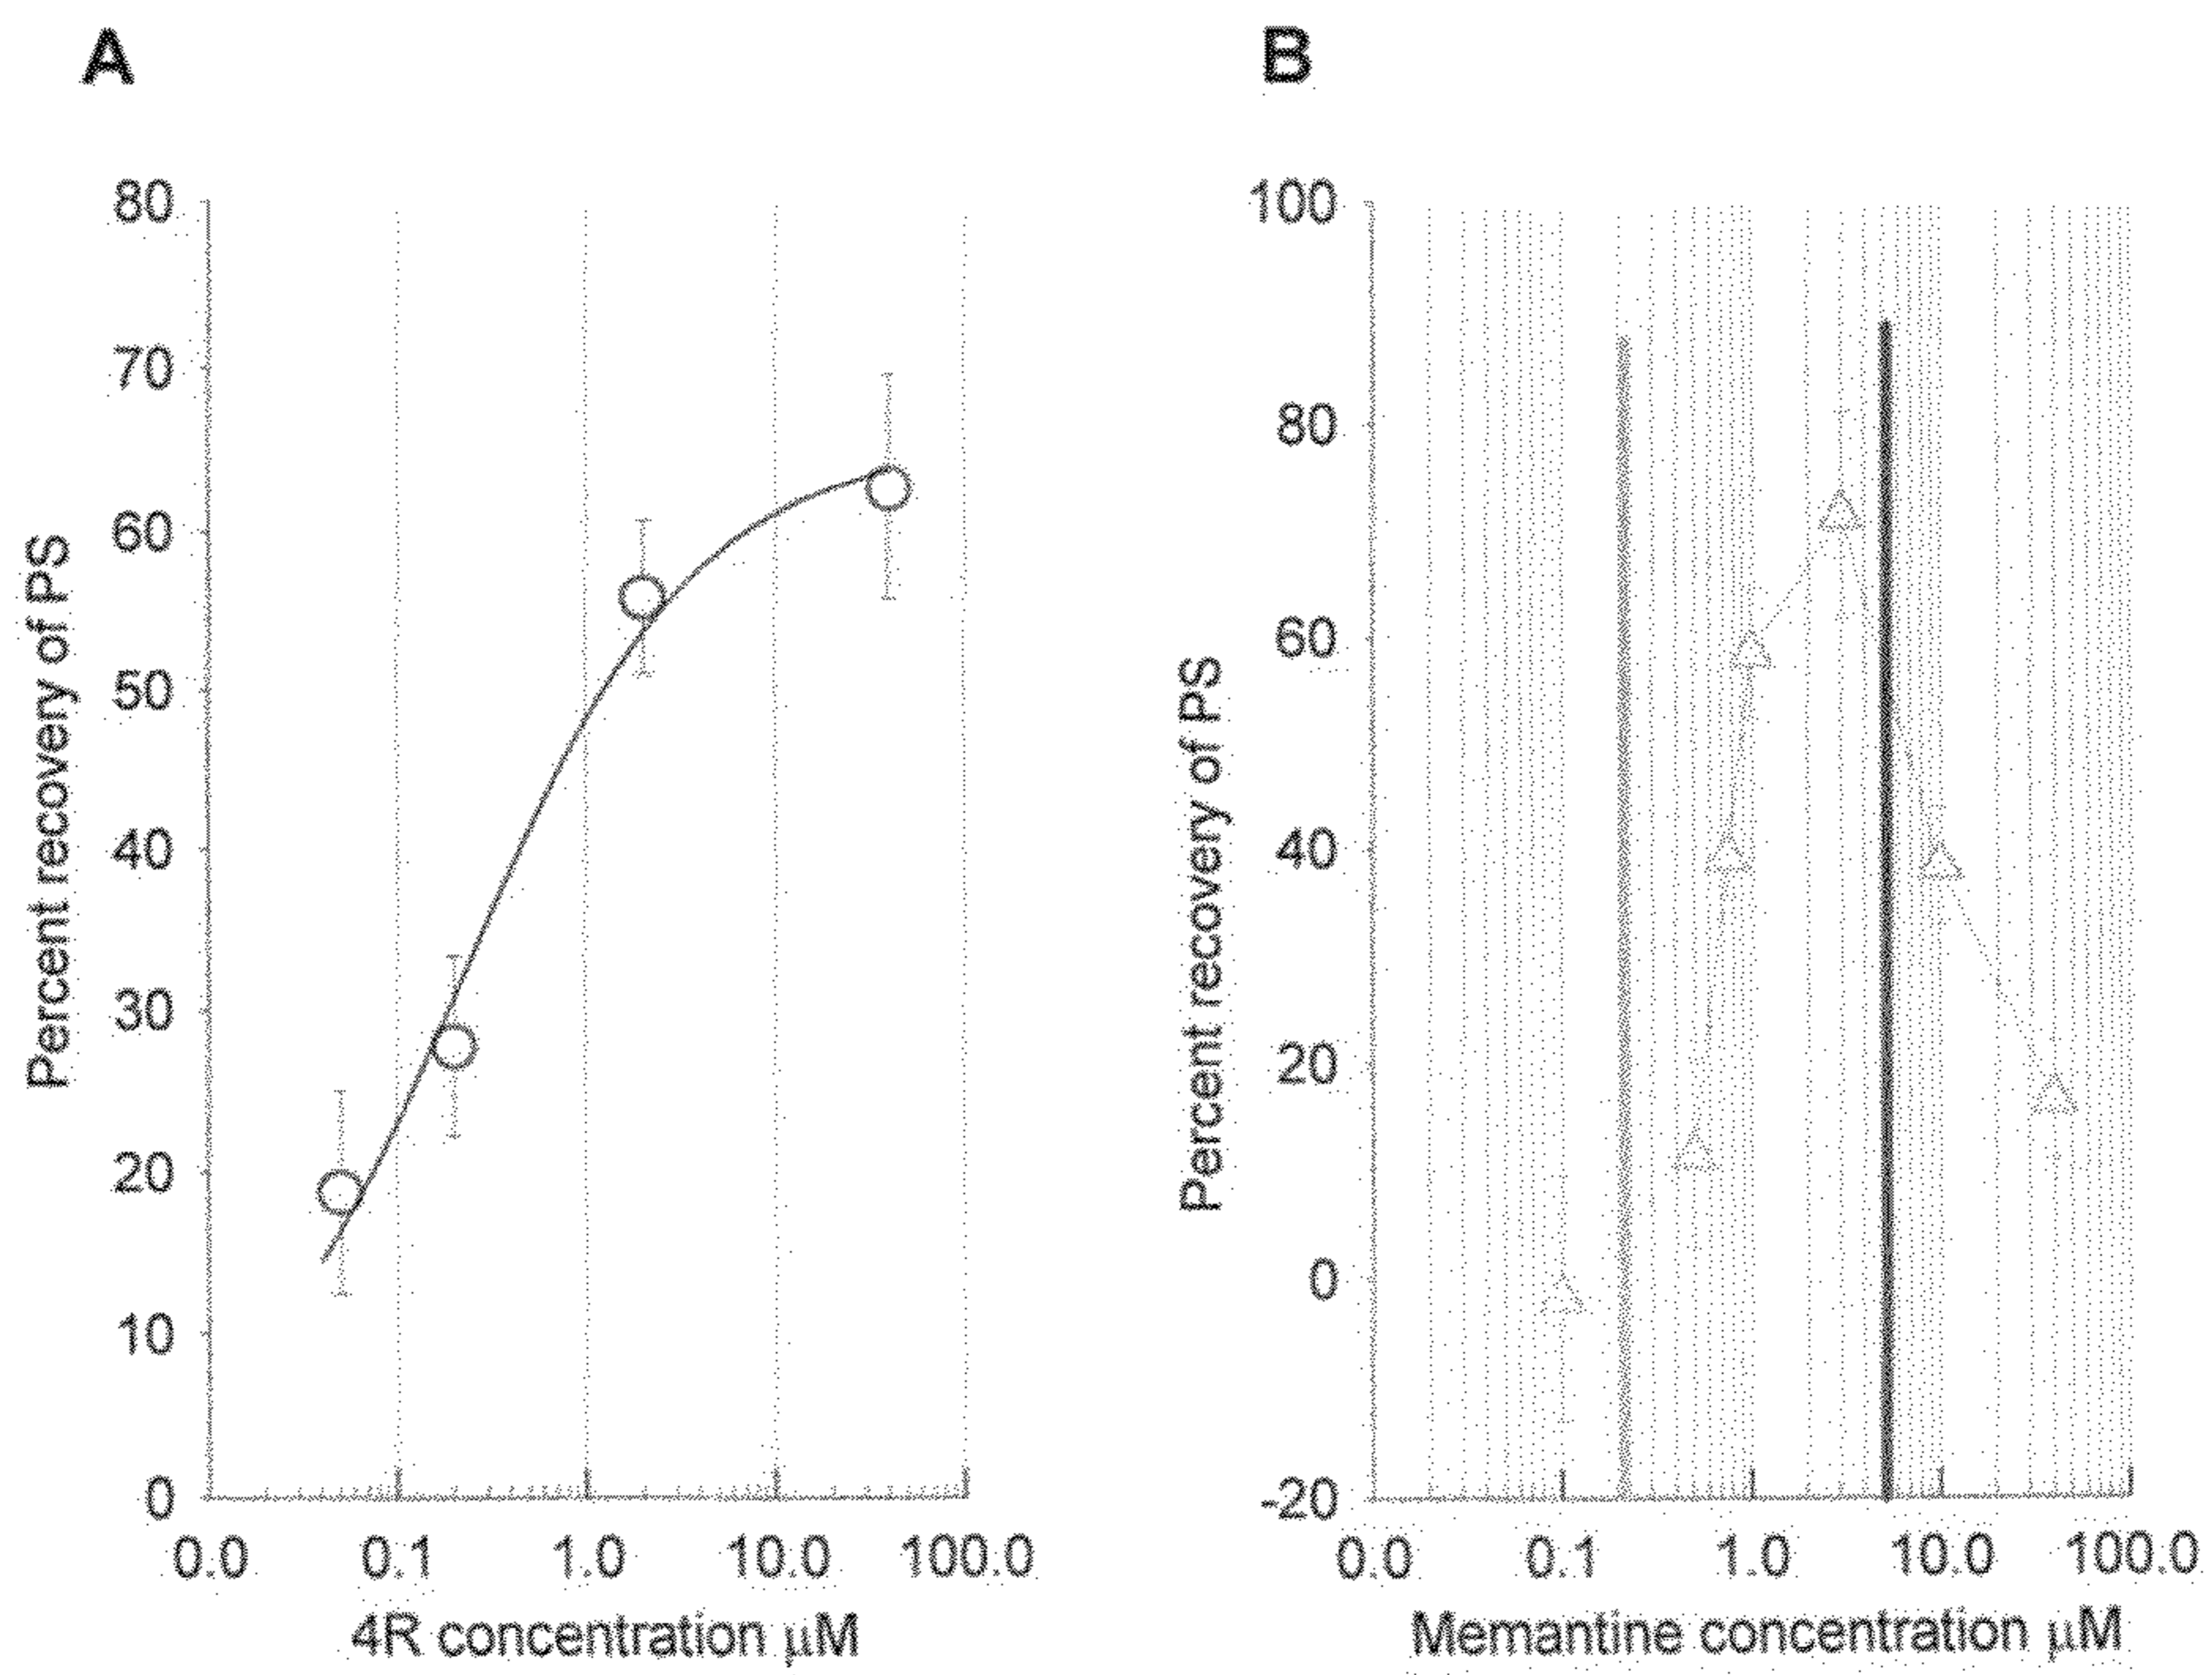 A
80
70
60
50
40
30
20
10
0
Percent recovery of PS
0.0 0.1 1.0 10.0 100.0
4R concentration µM
B
100
80
60
40
20
0
-20
Percent recovery of PS
0.0 0.1 1.0 10.0 100.0
Memantine concentration µM